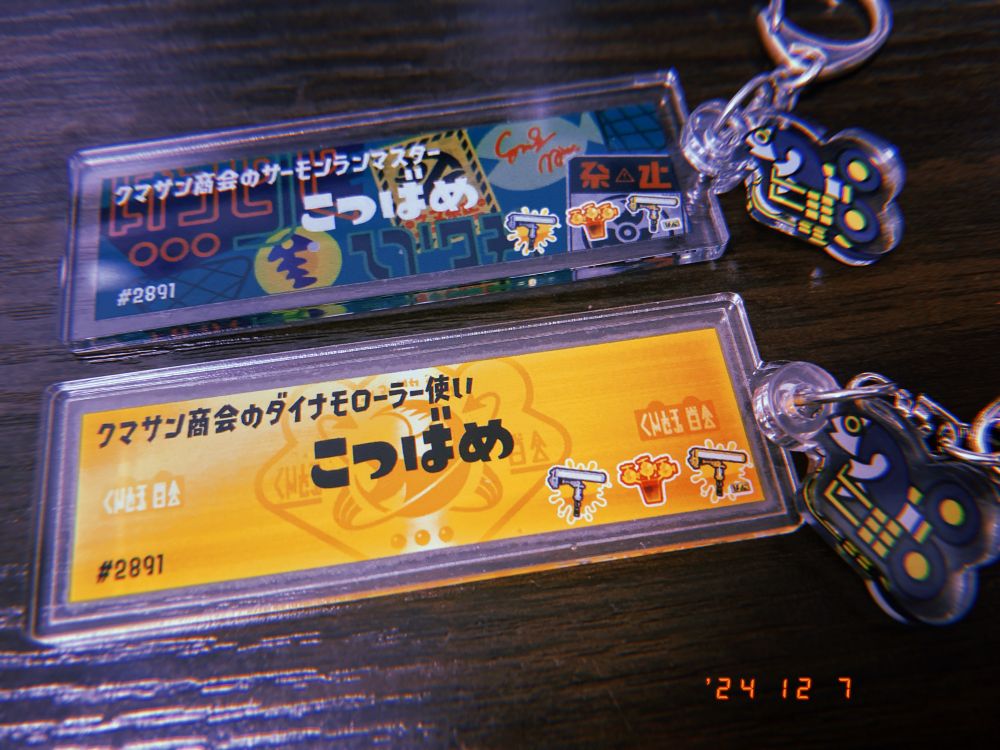 クマサン商会のサーモンランマスター
こつばめ
禁⚠止
#2891
クマサン商会のダイナモローラー使い
こつばめ
#2891
'24 12 7